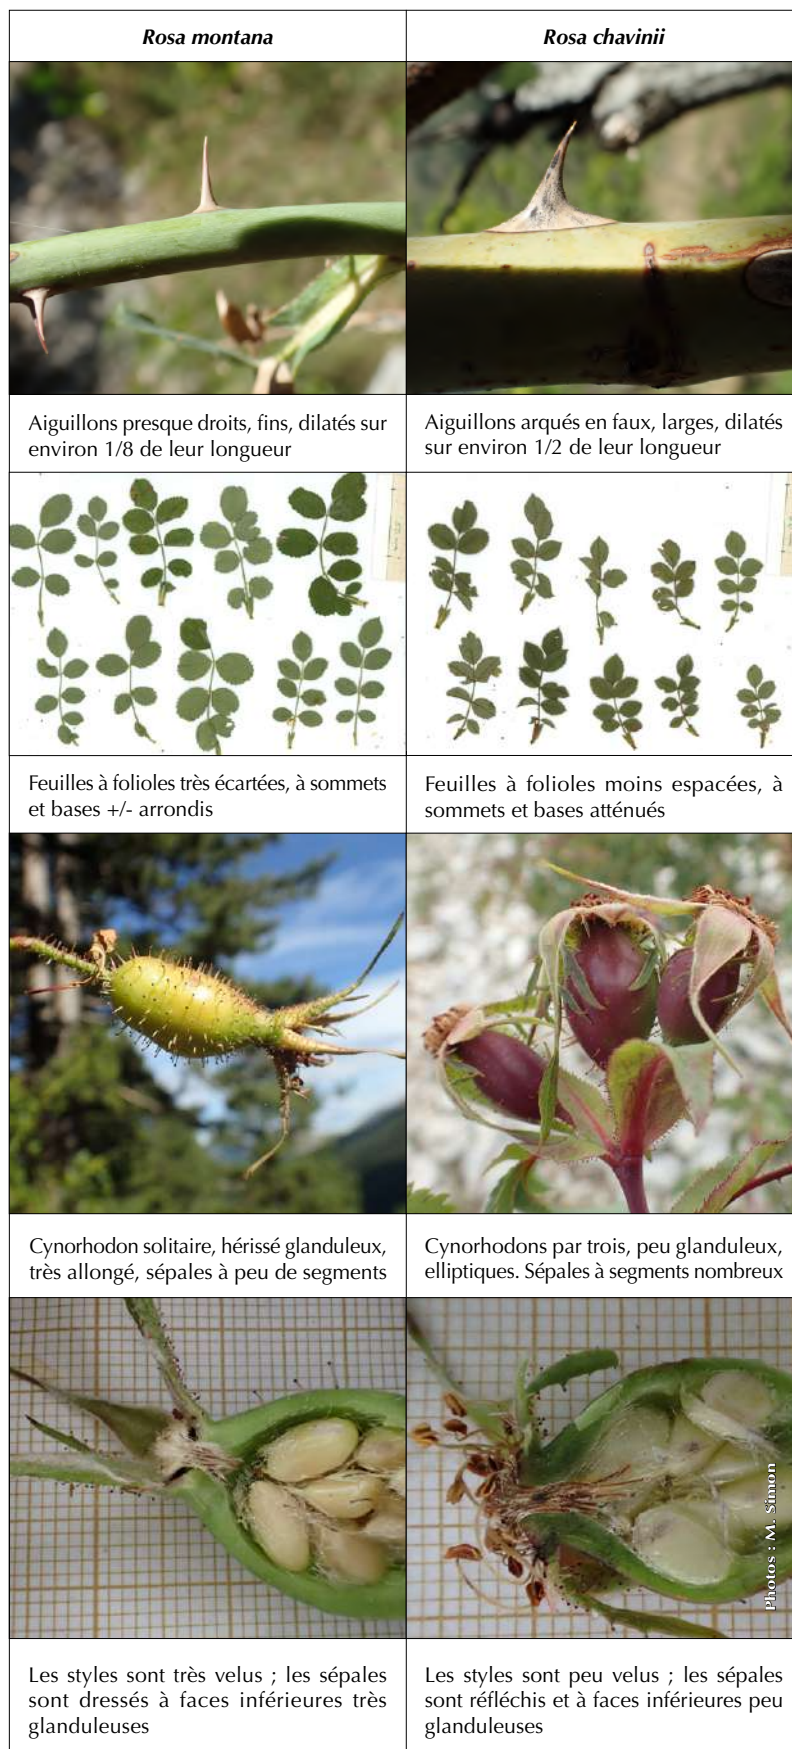 Rosa montana
Rosa chavinii
Aiguillons presque droits, fins, dilatés sur
environ 1/8 de leur longueur
Aiguillons arqués en faux, larges, dilatés
sur environ 1/2 de leur longueur
Feuilles à folioles très écartées, à sommets
et bases +/- arrondis
Feuilles à folioles moins espacées, à
sommets et bases atténués
Cynorhodon solitaire, hérissé glanduleux,
très allongé, sépales à peu de segments
Cynorhodons par trois, peu glanduleux,
elliptiques. Sépales à segments nombreux
Photos : M. Simon
Les styles sont très velus ; les sépales
sont dressés à faces inférieures très
glanduleuses
Les styles sont peu velus ; les sépales
sont réfléchis et à faces inférieures peu
glanduleuses